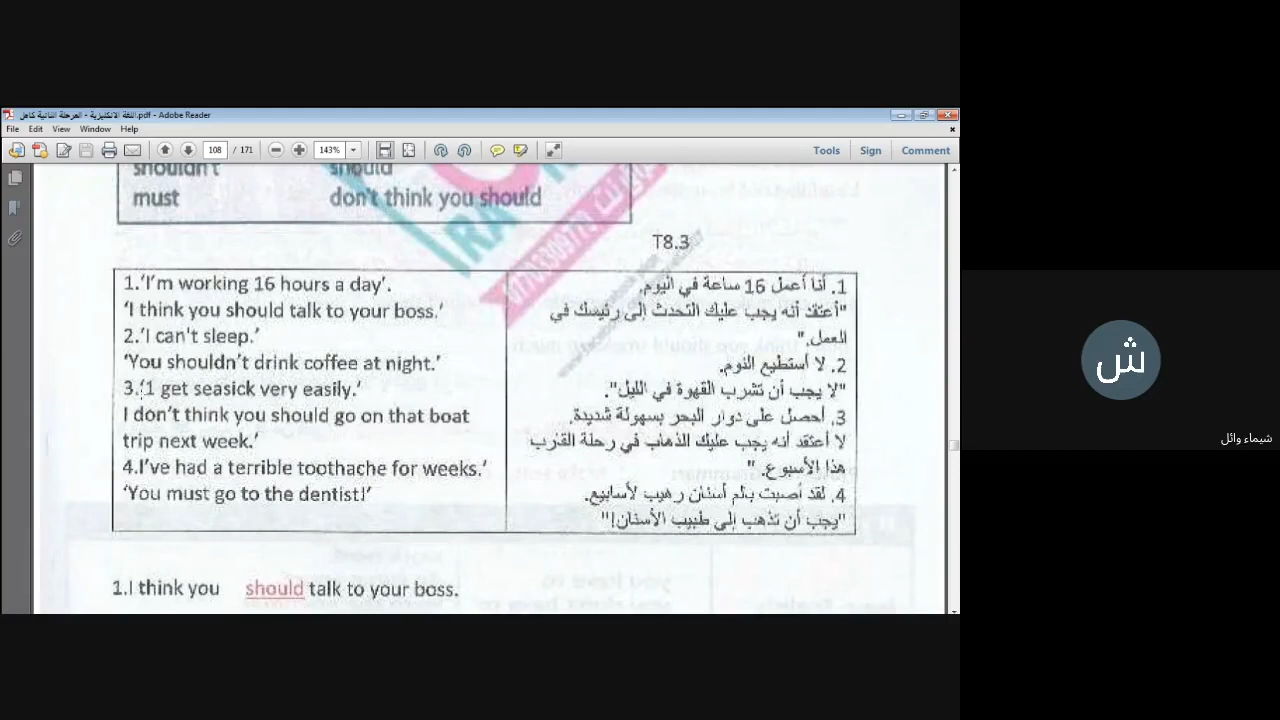 اللغة الانكليزية - المرحلة الثانية كامل.pdf - Adobe Reader
File Edit View Window Help
108 / 171 143% Tools Sign Comment
shouldn't should
must don't think you should
T8.3
1.'I'm working 16 hours a day'.
'I think you should talk to your boss.'
2.'I can't sleep.'
'You shouldn't drink coffee at night.'
3.'1 get seasick very easily.'
I don't think you should go on that boat
trip next week.'
4.I've had a terrible toothache for weeks.'
'You must go to the dentist!'
1. أنا أعمل 16 ساعة في اليوم.
"أعتقد أنه يجب عليك التحدث إلى رئيسك في
العمل."
2. لا أستطيع النوم.
"لا يجب أن تشرب القهوة في الليل".
3. أحصل على دوار البحر بسهولة شديدة.
لا أعتقد أنه يجب عليك الذهاب في رحلة القارب
هذا الأسبوع. "
4. لقد أصبت بألم أسنان رهيب لأسابيع.
"يجب أن تذهب إلى طبيب الأسنان!"
1.I think you should talk to your boss.
ش
شيماء وائل